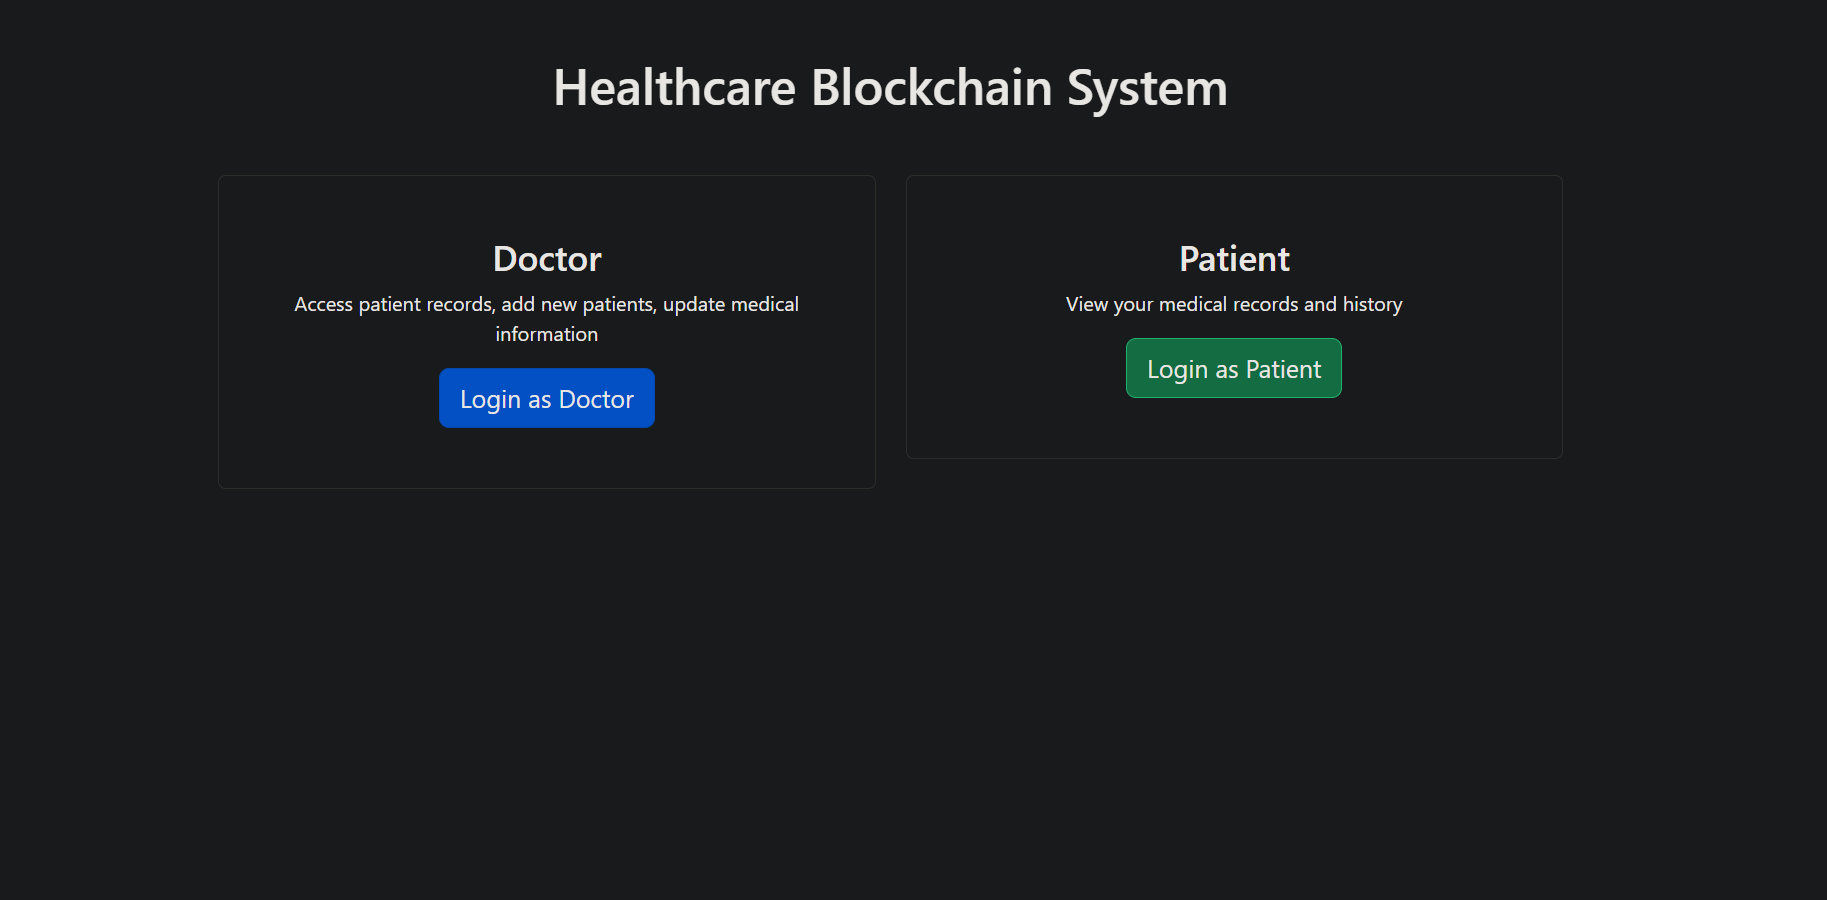 Healthcare Blockchain System
Doctor
Access patient records, add new patients, update medical
information
Login as Doctor
Patient
View your medical records and history
Login as Patient